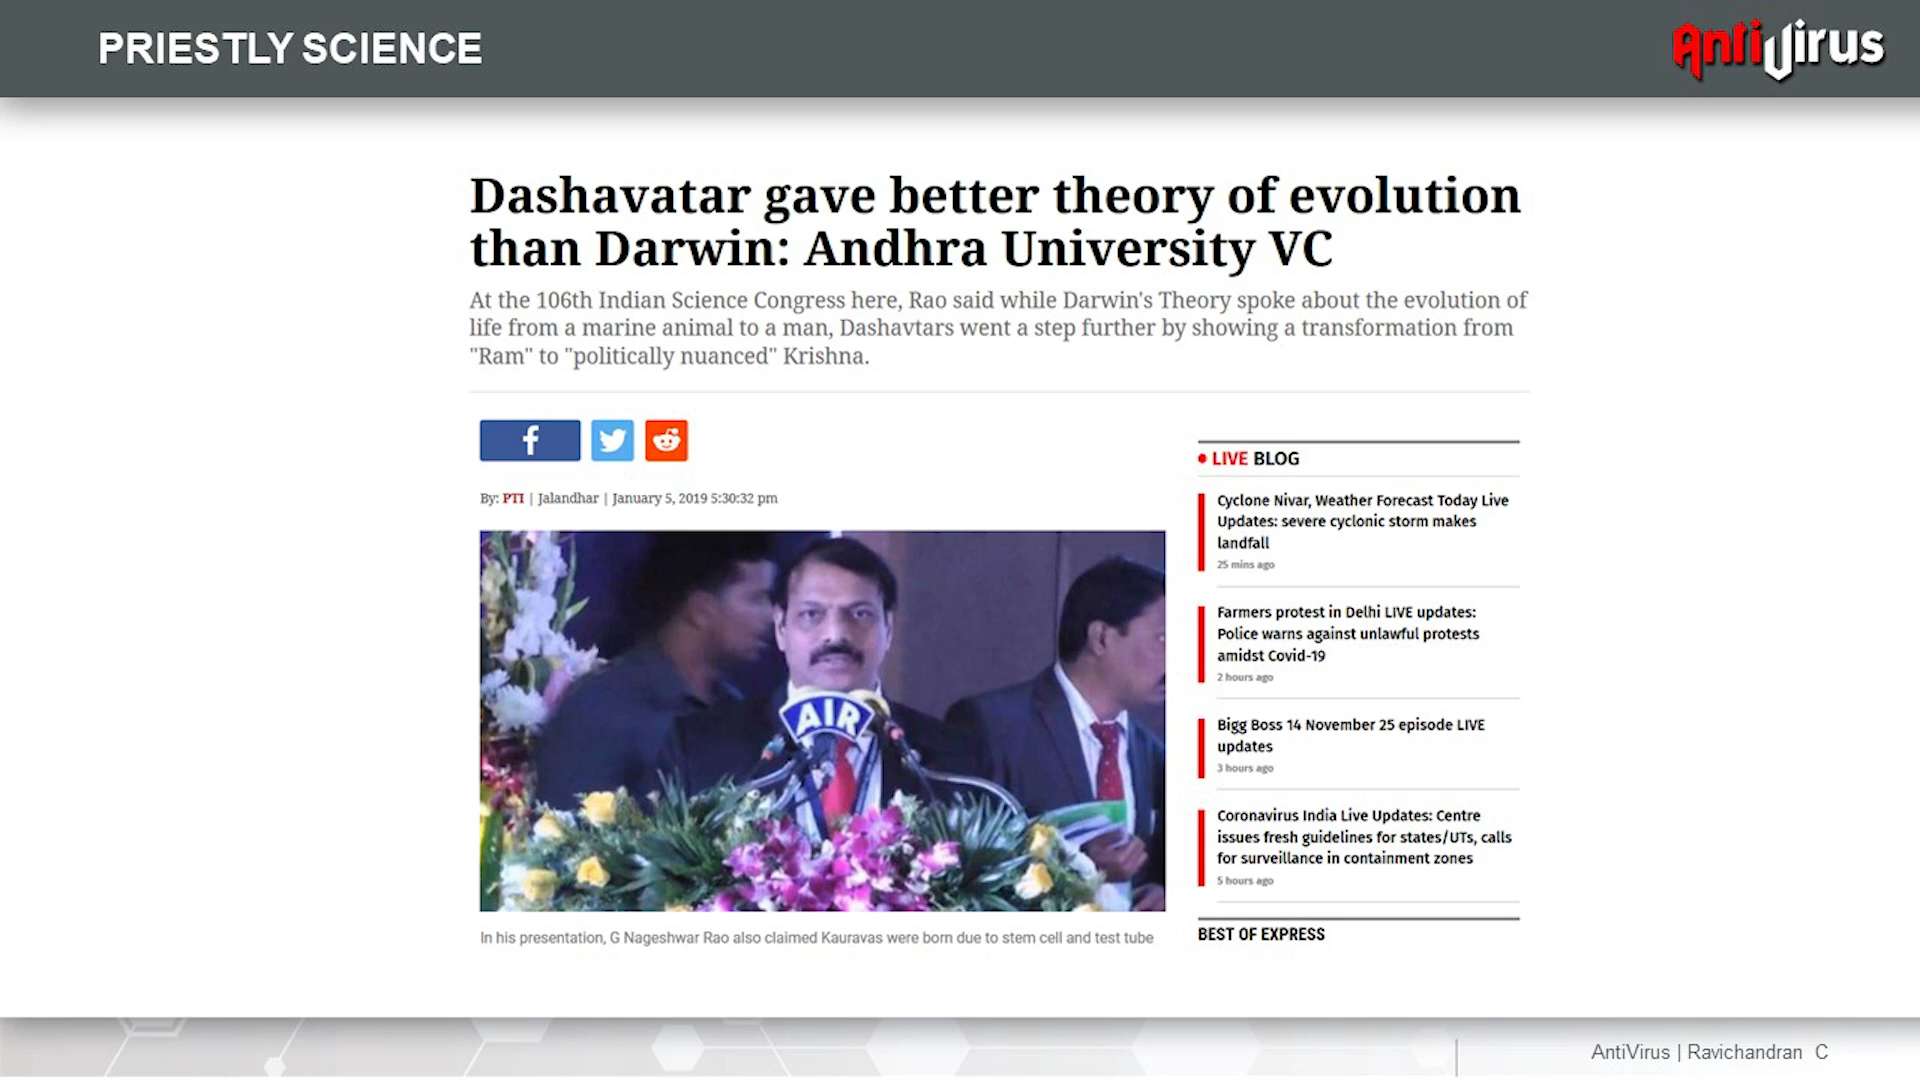 PRIESTLY SCIENCE
AntiVirus
Dashavatar gave better theory of evolution
than Darwin: Andhra University VC
At the 106th Indian Science Congress here, Rao said while Darwin's Theory spoke about the evolution of
life from a marine animal to a man, Dashavtars went a step further by showing a transformation from
"Ram" to "politically nuanced" Krishna.
f
By: PTI | Jalandhar | January 5, 2019 5:30:32 pm
AIR
In his presentation, G Nageshwar Rao also claimed Kauravas were born due to stem cell and test tube
• LIVE BLOG
Cyclone Nivar, Weather Forecast Today Live
Updates: severe cyclonic storm makes
landfall
25 mins ago
Farmers protest in Delhi LIVE updates:
Police warns against unlawful protests
amidst Covid-19
2 hours ago
Bigg Boss 14 November 25 episode LIVE
updates
3 hours ago
Coronavirus India Live Updates: Centre
issues fresh guidelines for states/UTs, calls
for surveillance in containment zones
5 hours ago
BEST OF EXPRESS
AntiVirus | Ravichandran C